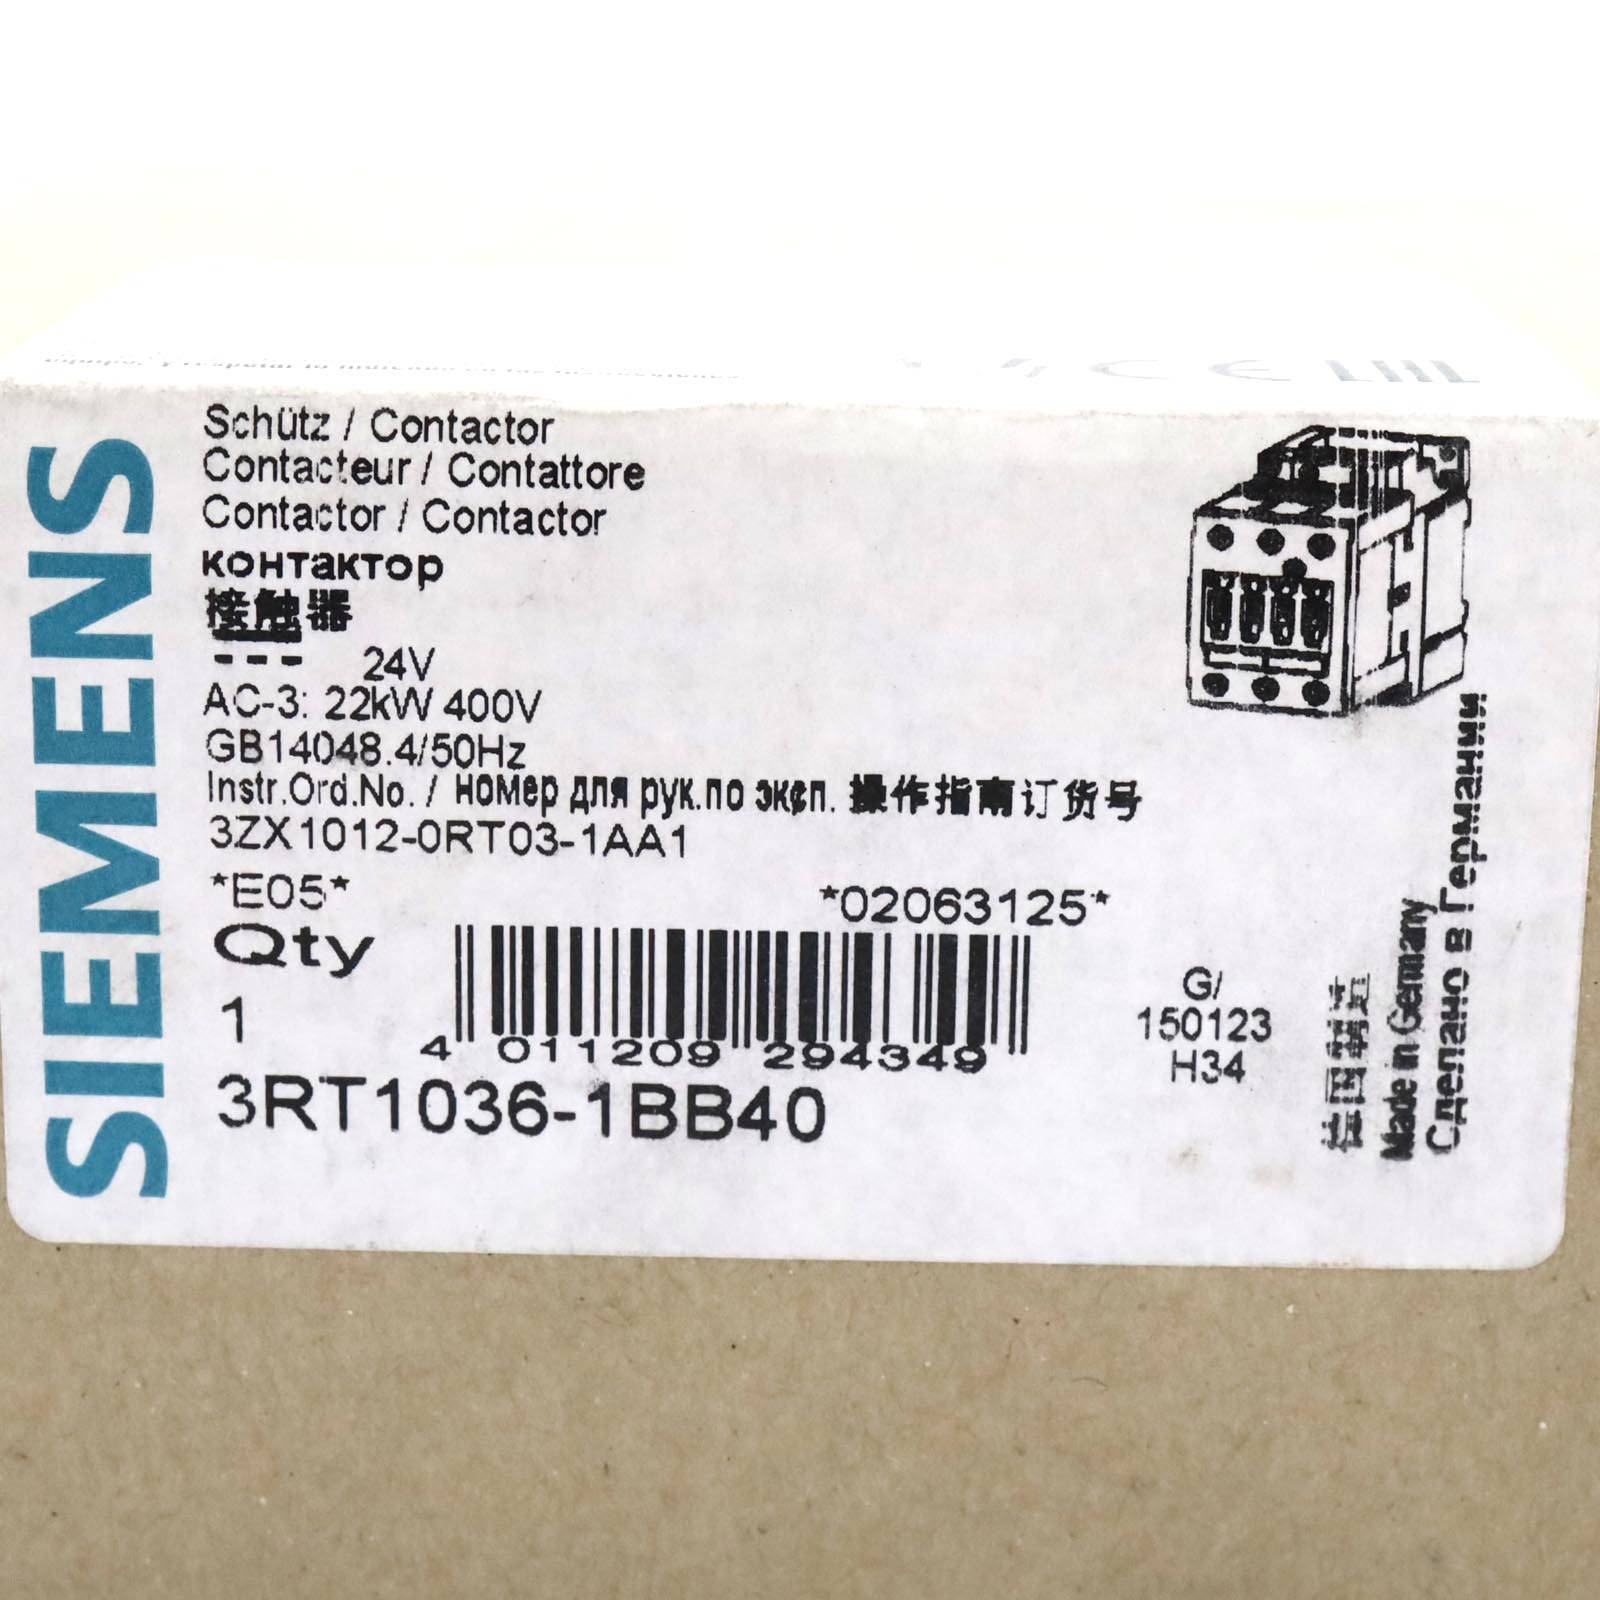 SIEMENS
Schütz / Contactor
Contacteur / Contattore
Contactor / Contactor
контактор
接触器
24V
AC-3: 22kW 400V
GB14048.4/50Hz
Instr.Ord.No. / номер для рук.по эксп. 操作指南订货号
3ZX1012-0RT03-1AA1
*E05*
*02063125*
Qty
1
4 011209 294349
3RT1036-1BB40
G/
150123
H34
德国制造
Made in Germany
Сделано в Германии